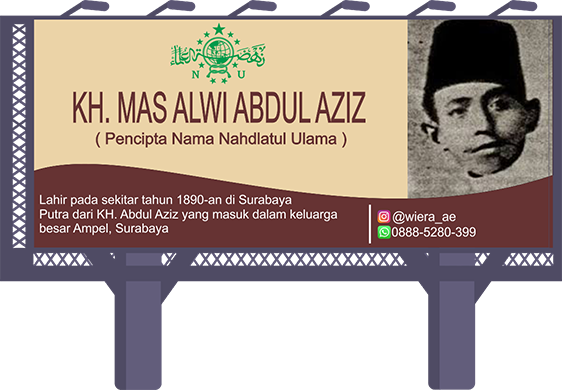 N U
KH. MAS ALWI ABDUL AZIZ
( Pencipta Nama Nahdlatul Ulama )
Lahir pada sekitar tahun 1890-an di Surabaya
Putra dari KH. Abdul Aziz yang masuk dalam keluarga
besar Ampel, Surabaya
@wiera_ae
0888-5280-399